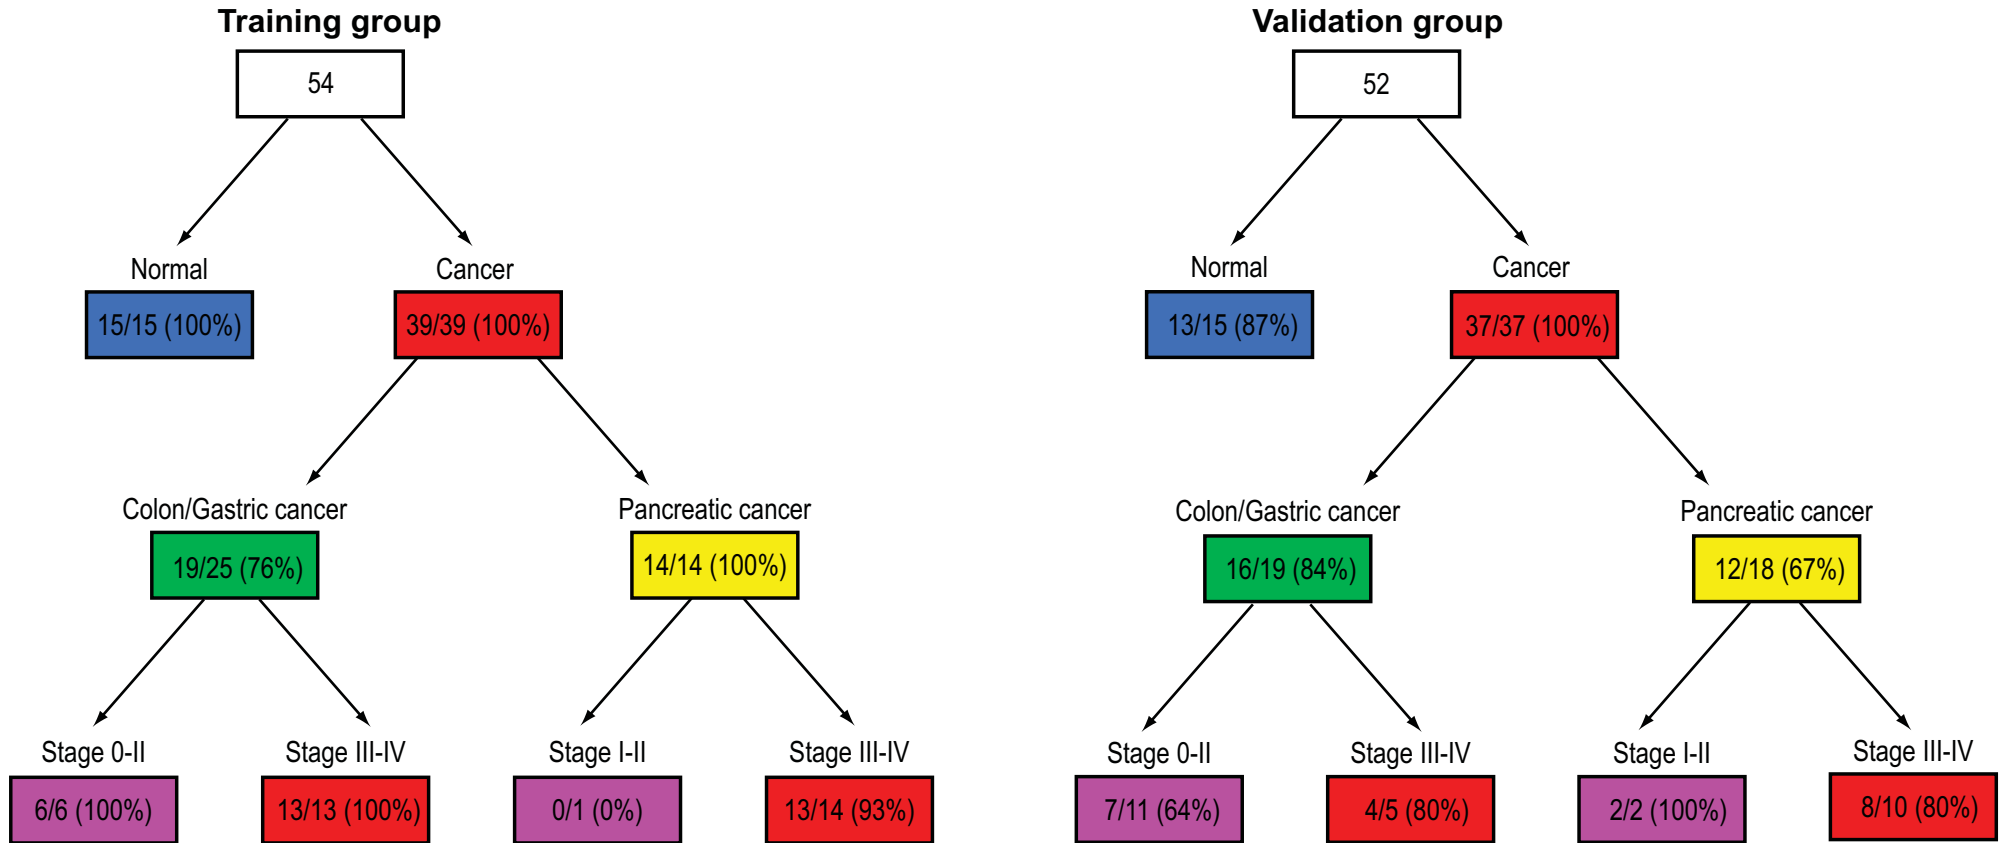 Training group
54
Normal
Cancer
15/15 (100%)
39/39 (100%)
Colon/Gastric cancer
Pancreatic cancer
19/25 (76%)
14/14 (100%)
Stage 0-II
Stage III-IV
Stage I-II
Stage III-IV
6/6 (100%)
13/13 (100%)
0/1 (0%)
13/14 (93%)
Validation group
52
Normal
Cancer
13/15 (87%)
37/37 (100%)
Colon/Gastric cancer
Pancreatic cancer
16/19 (84%)
12/18 (67%)
Stage 0-II
Stage III-IV
Stage I-II
Stage III-IV
7/11 (64%)
4/5 (80%)
2/2 (100%)
8/10 (80%)